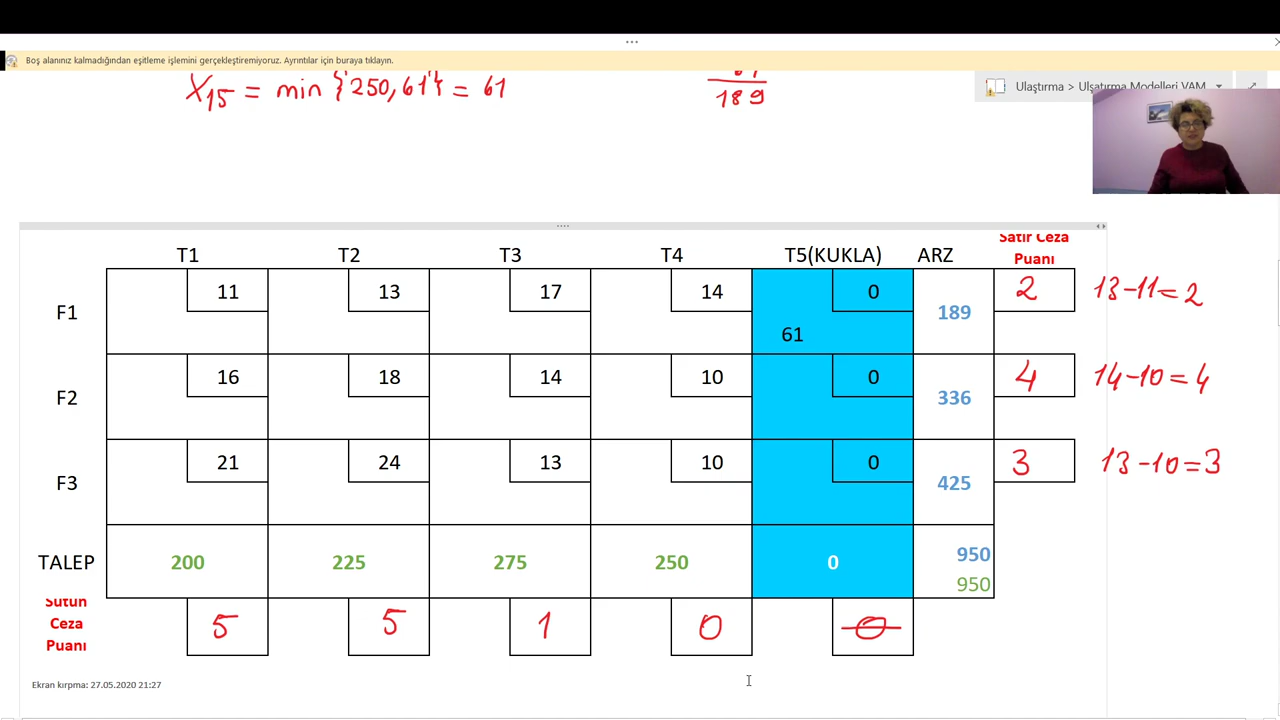 Boş alanınız kalmadığından eşitleme işlemini gerçekleştiremiyoruz. Ayrıntılar için buraya tıklayın.
X15 = min {250, 61} = 61
189
Ulaştırma > Ulşatırma Modelleri VAM
T1 T2 T3 T4 T5(KUKLA) ARZ Satır Ceza
Puanı
F1 11 13 17 14 0 189 2 13-11=2
61
F2 16 18 14 10 0 336 4 14-10=4
F3 21 24 13 10 0 425 3 13-10=3
TALEP 200 225 275 250 0 950
950
Sütun
Ceza
Puanı
5 5 1 0 0
Ekran kırpma: 27.05.2020 21:27